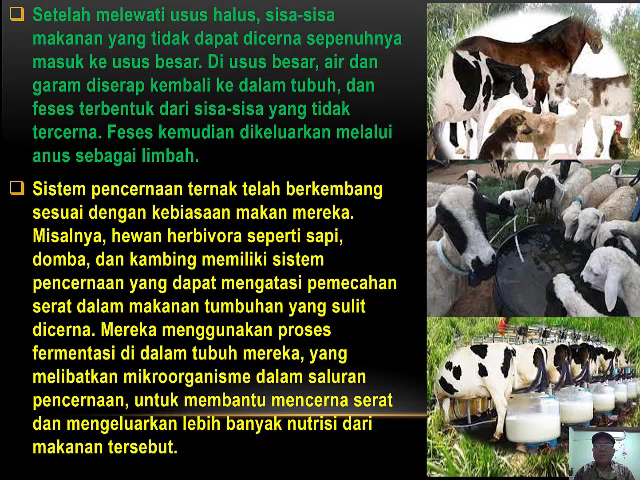 Setelah melewati usus halus, sisa-sisa
makanan yang tidak dapat dicerna sepenuhnya
masuk ke usus besar. Di usus besar, air dan
garam diserap kembali ke dalam tubuh, dan
feses terbentuk dari sisa-sisa yang tidak
tercerna. Feses kemudian dikeluarkan melalui
anus sebagai limbah.
Sistem pencernaan ternak telah berkembang
sesuai dengan kebiasaan makan mereka.
Misalnya, hewan herbivora seperti sapi,
domba, dan kambing memiliki sistem
pencernaan yang dapat mengatasi pemecahan
serat dalam makanan tumbuhan yang sulit
dicerna. Mereka menggunakan proses
fermentasi di dalam tubuh mereka, yang
melibatkan mikroorganisme dalam saluran
pencernaan, untuk membantu mencerna serat
dan mengeluarkan lebih banyak nutrisi dari
makanan tersebut.